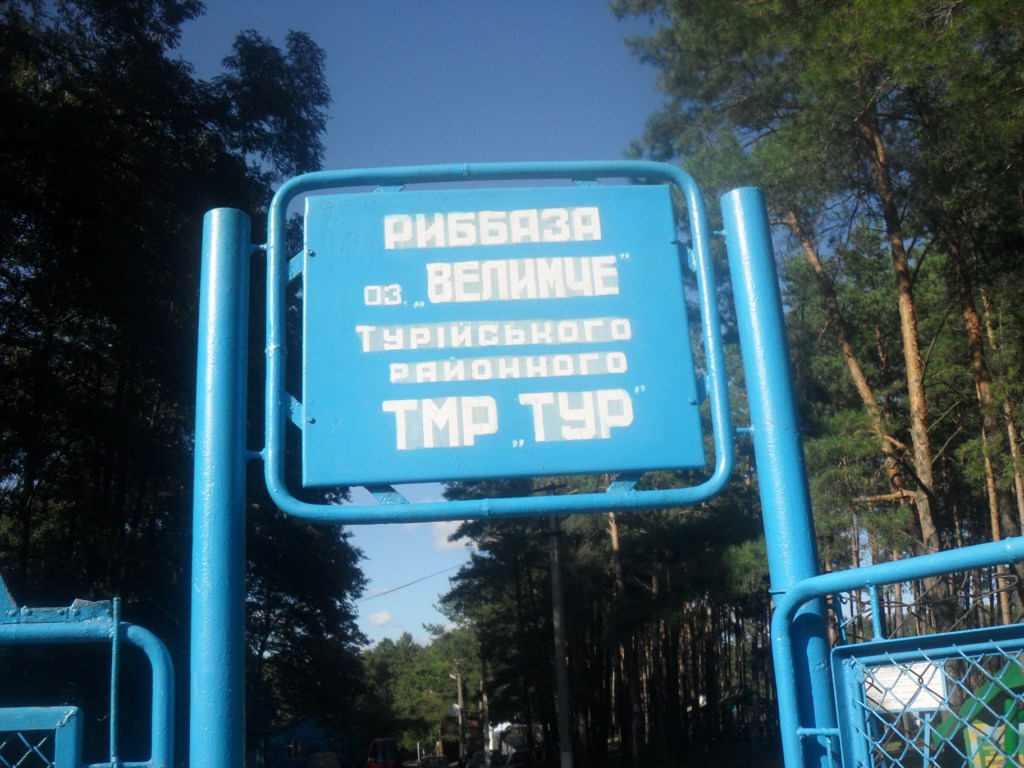 РИББАЗА
ОЗ. „ВЕЛИМЧЕ"
ТУРІЙСЬКОГО
РАЙОННОГО
ТМР „ТУР"